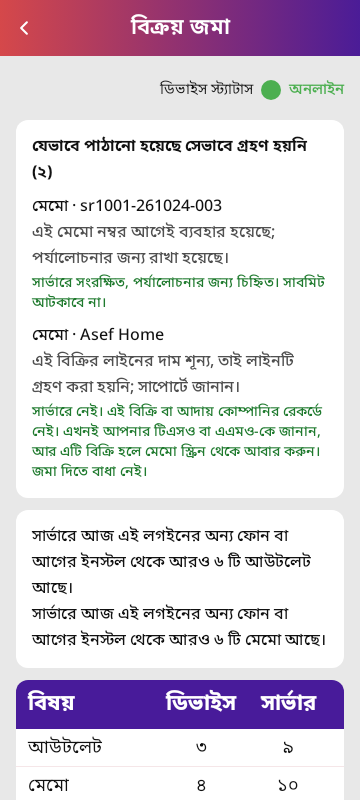 বিক্রয় জমা
ডিভাইস স্ট্যাটাস অনলাইন
যেভাবে পাঠানো হয়েছে সেভাবে গ্রহণ হয়নি
(২)
মেমো · sr1001-261024-003
এই মেমো নম্বর আগেই ব্যবহার হয়েছে;
পর্যালোচনার জন্য রাখা হয়েছে।
সার্ভারে সংরক্ষিত, পর্যালোচনার জন্য চিহ্নিত। সাবমিট
আটকাবে না।
মেমো · Asef Home
এই বিক্রির লাইনের দাম শূন্য, তাই লাইনটি
গ্রহণ করা হয়নি; সাপোর্টে জানান।
সার্ভারে নেই। এই বিক্রি বা আদায় কোম্পানির রেকর্ডে
নেই। এখনই আপনার টিএসও বা এএমও-কে জানান,
আর এটি বিক্রি হলে মেমো স্ক্রিন থেকে আবার করুন।
জমা দিতে বাধা নেই।
সার্ভারে আজ এই লগইনের অন্য ফোন বা
আগের ইনস্টল থেকে আরও ৬ টি আউটলেট
আছে।
সার্ভারে আজ এই লগইনের অন্য ফোন বা
আগের ইনস্টল থেকে আরও ৬ টি মেমো আছে।
বিষয় ডিভাইস সার্ভার
আউটলেট ৩ ৯
মেমো ৪ ১০